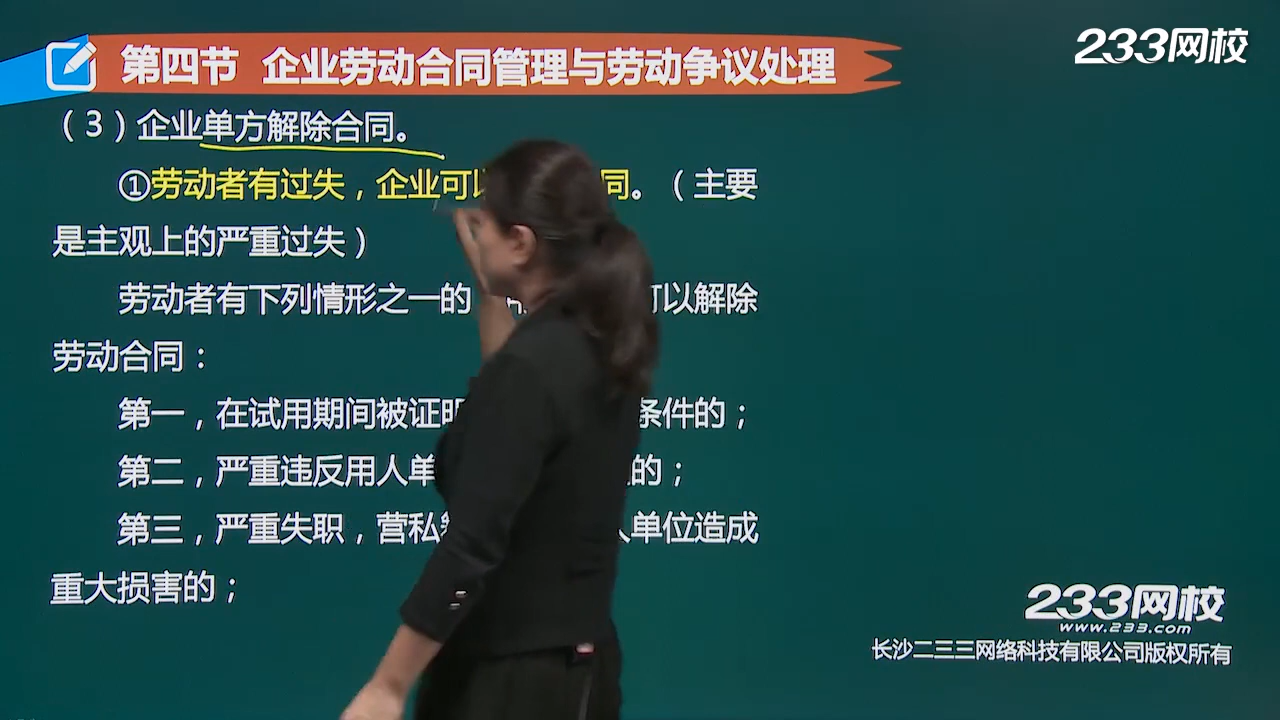 233网校
第四节 企业劳动合同管理与劳动争议处理
（3）企业单方解除合同。
①劳动者有过失，企业可 同。（主要
是主观上的严重过失）
劳动者有下列情形之一的 可以解除
劳动合同：
第一，在试用期间被证明 条件的；
第二，严重违反用人单 的；
第三，严重失职，营私 人单位造成
重大损害的；
233网校
www.233.com
长沙二三三网络科技有限公司版权所有